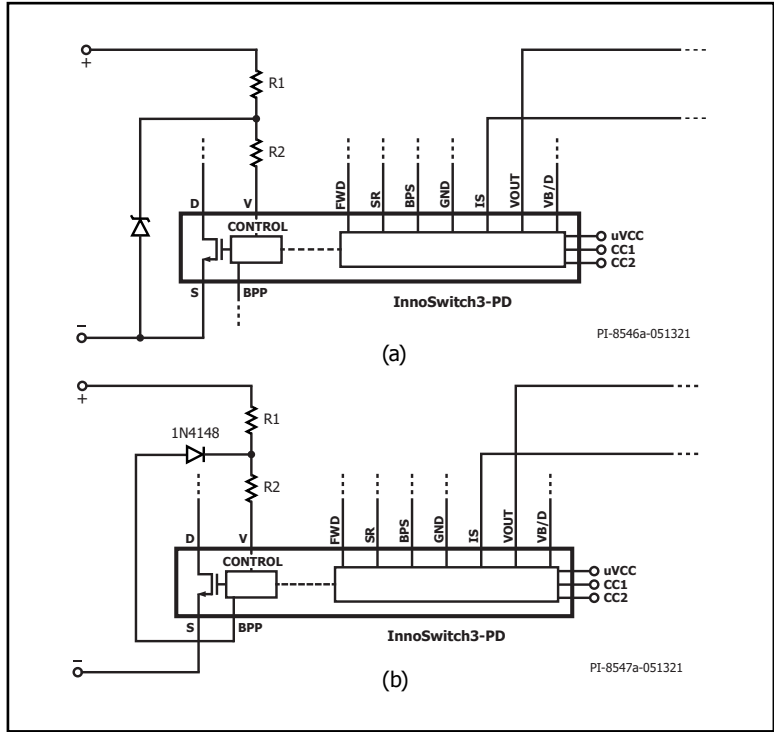 +
R1
R2
D
V
FWD
SR
BPS
GND
IS
VOUT
VB/D
CONTROL
uVCC
CC1
CC2
S
BPP
InnoSwitch3-PD
–
PI-8546a-051321
(a)
+
R1
1N4148
R2
D
V
FWD
SR
BPS
GND
IS
VOUT
VB/D
CONTROL
uVCC
CC1
CC2
S
BPP
InnoSwitch3-PD
–
PI-8547a-051321
(b)